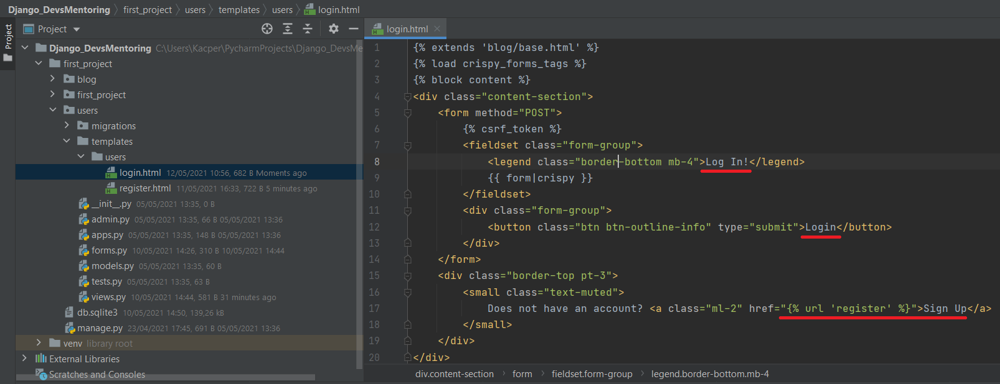 Django_DevsMentoring first_project users templates users login.html
Project
Project
login.html
Django_DevsMentoring C:\Users\Kacper\PycharmProjects\Django_DevsMe
first_project
blog
first_project
users
migrations
templates
users
login.html 12/05/2021 10:56, 682 B Moments ago
register.html 11/05/2021 16:33, 722 B 5 minutes ago
__init__.py 05/05/2021 13:35, 0 B
admin.py 05/05/2021 13:35, 66 B 05/05/2021 13:36
apps.py 05/05/2021 13:35, 148 B 05/05/2021 13:36
forms.py 10/05/2021 14:26, 310 B 10/05/2021 14:44
models.py 05/05/2021 13:35, 60 B
tests.py 05/05/2021 13:35, 63 B
views.py 10/05/2021 14:44, 581 B 31 minutes ago
db.sqlite3 10/05/2021 14:50, 139,26 kB
manage.py 23/04/2021 17:45, 691 B 05/05/2021 13:36
venv library root
External Libraries
Scratches and Consoles
1 {% extends 'blog/base.html' %}
2 {% load crispy_forms_tags %}
3 {% block content %}
4 <div class="content-section">
5 <form method="POST">
6 {% csrf_token %}
7 <fieldset class="form-group">
8 <legend class="border-bottom mb-4">Log In!</legend>
9 {{ form|crispy }}
10 </fieldset>
11 <div class="form-group">
12 <button class="btn btn-outline-info" type="submit">Login</button>
13 </div>
14 </form>
15 <div class="border-top pt-3">
16 <small class="text-muted">
17 Does not have an account? <a class="ml-2" href="{% url 'register' %}">Sign Up</a>
18 </small>
19 </div>
20 </div>
div.content-section form fieldset.form-group legend.border-bottom.mb-4